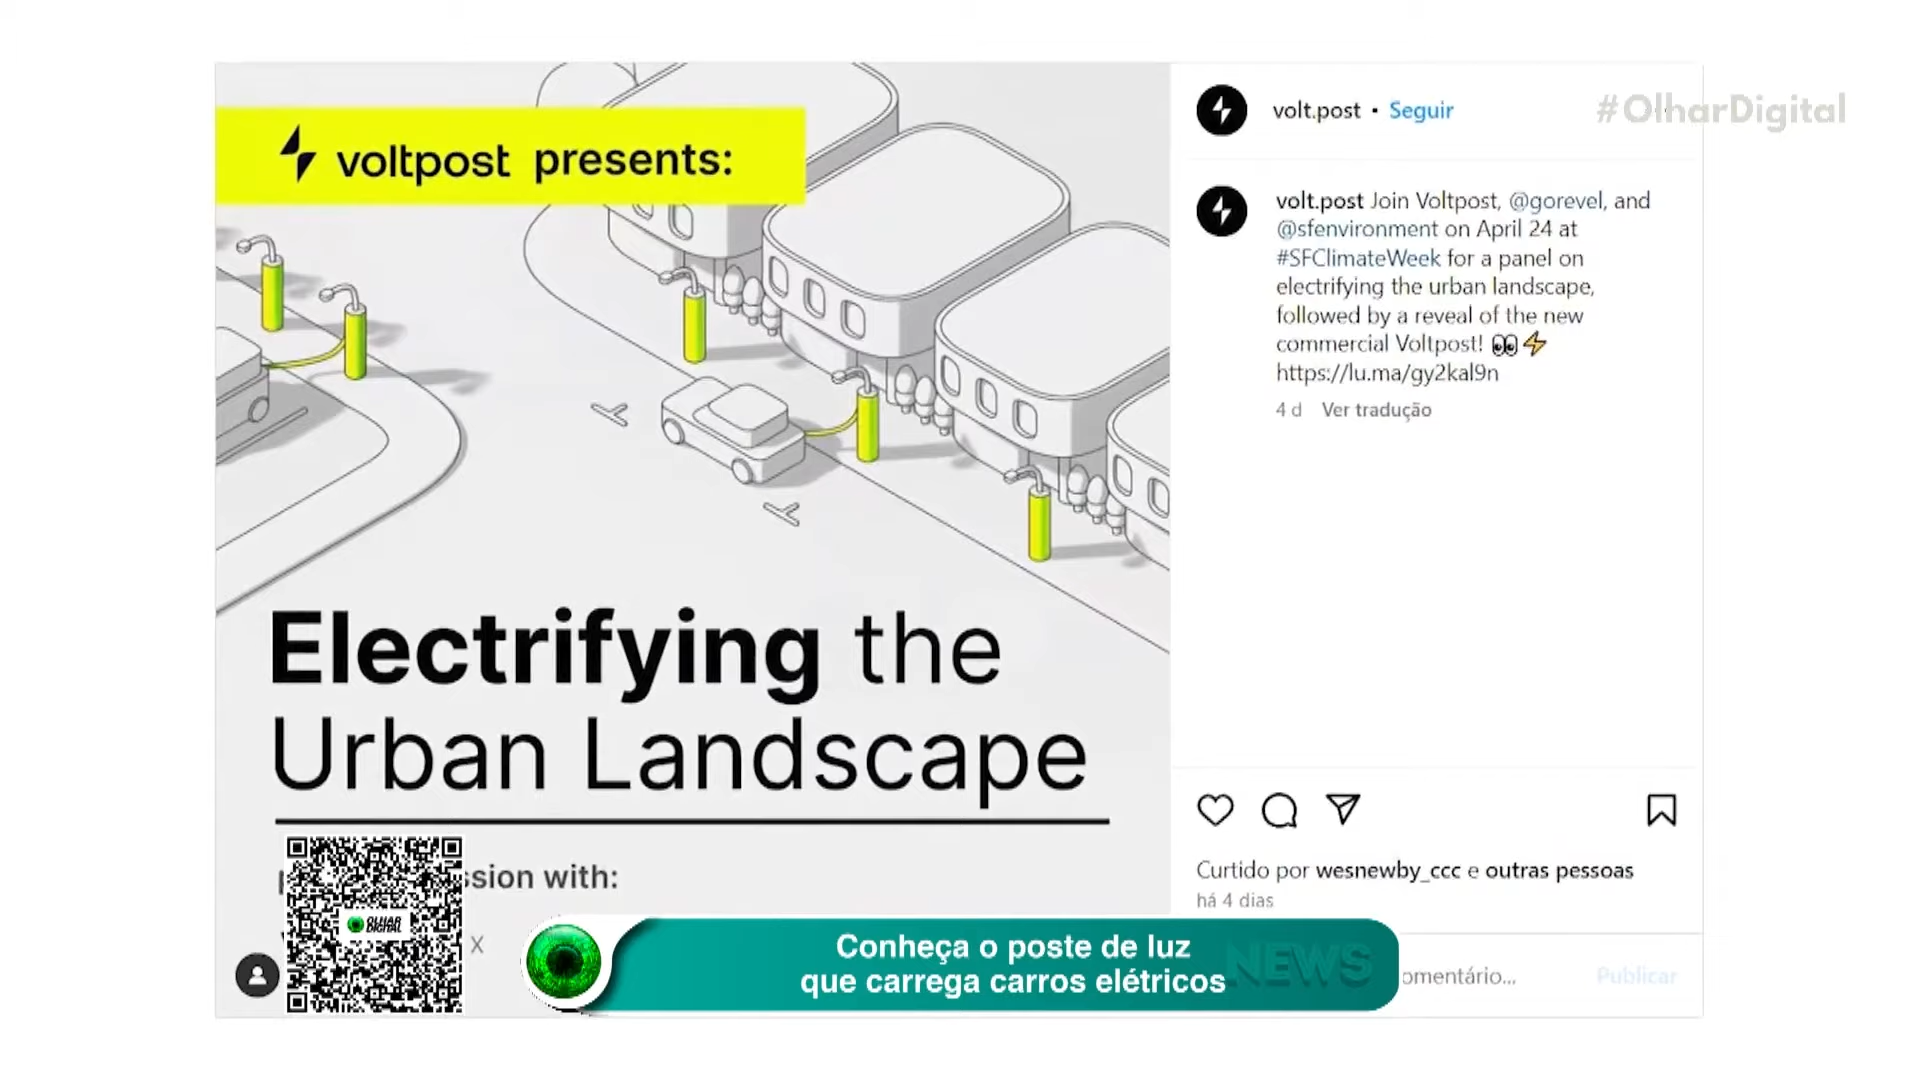 voltpost presents:
Electrifying the
Urban Landscape
ssion with:
x
OLHAR
DIGITAL
volt.post • Seguir
#OlharDigital
volt.post Join Voltpost, @gorevel, and
@sfenvironment on April 24 at
#SFClimateWeek for a panel on
electrifying the urban landscape,
followed by a reveal of the new
commercial Voltpost! 👀⚡
https://lu.ma/gy2kal9n
4 d Ver tradução
Curtido por wesnewby_ccc e outras pessoas
há 4 dias
omentário...
Publicar
Conheça o poste de luz
que carrega carros elétricos
NEWS